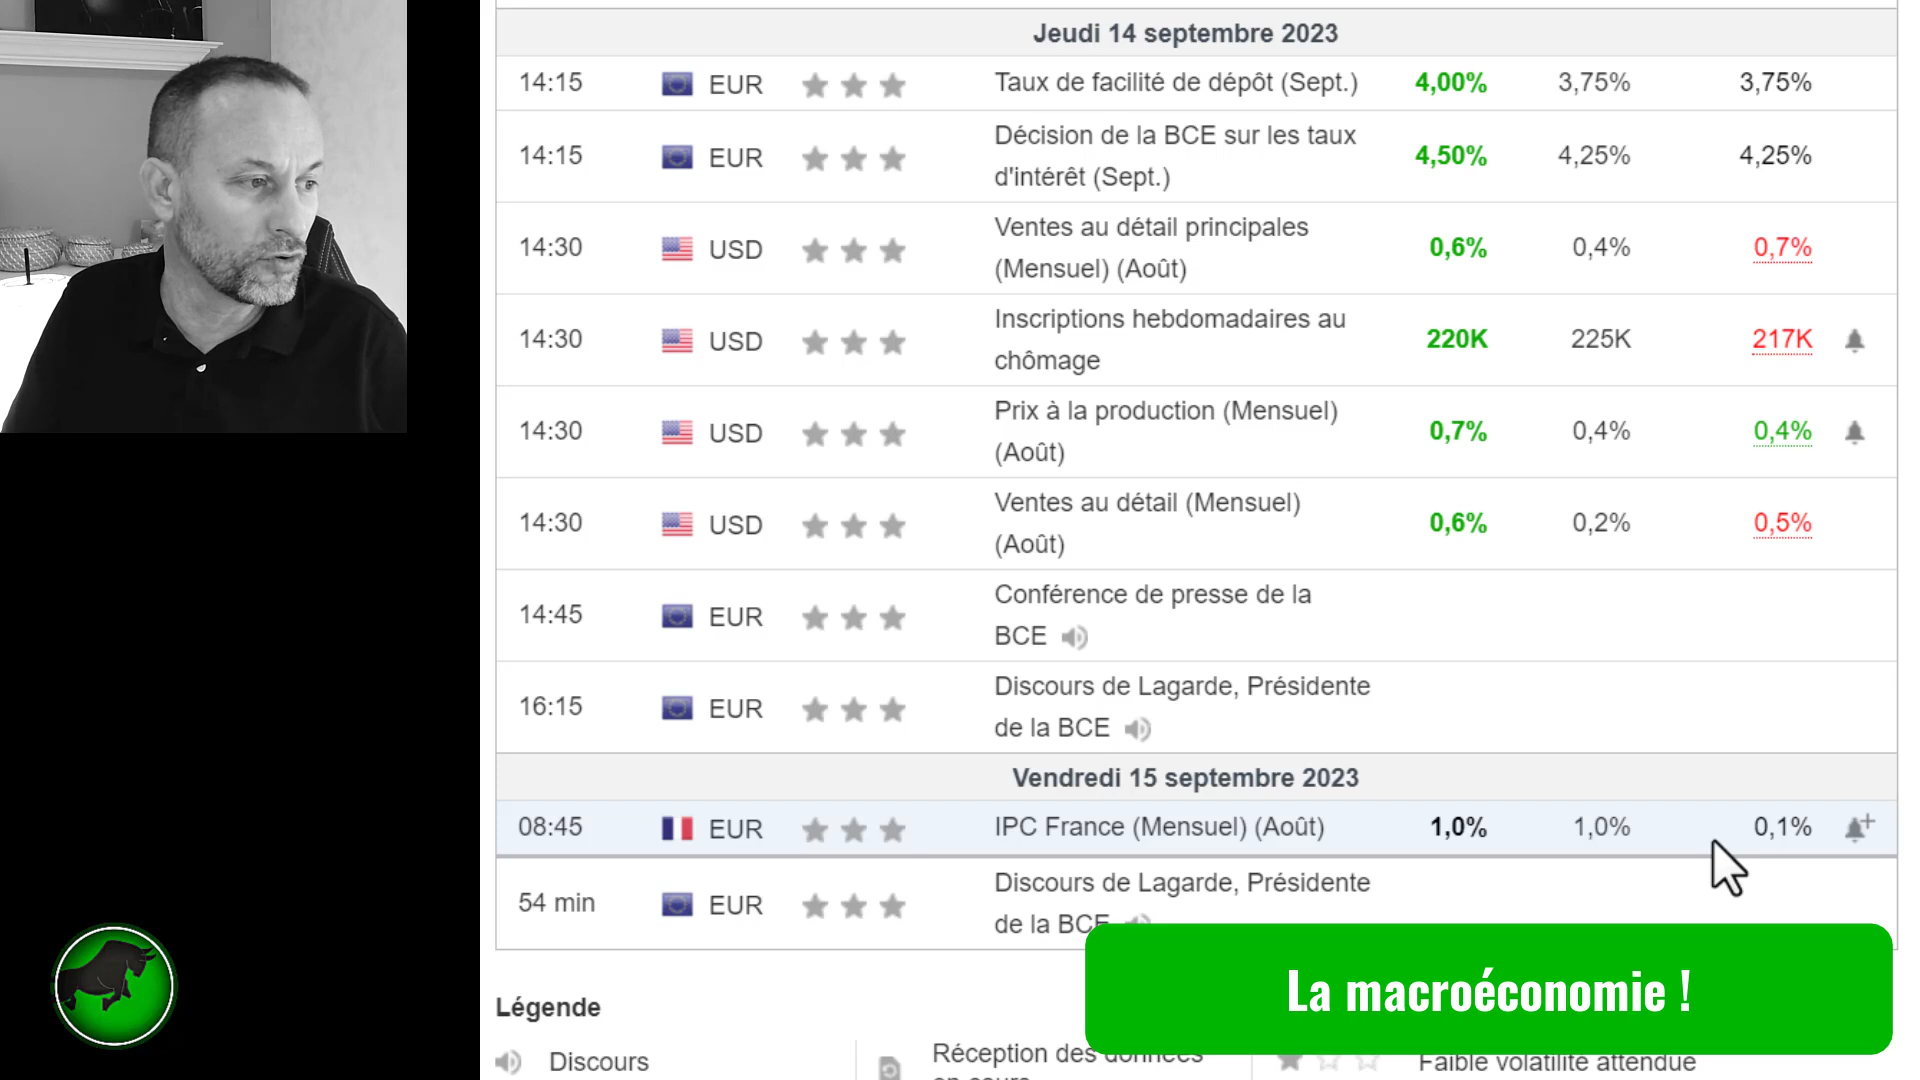 Jeudi 14 septembre 2023
14:15 EUR Taux de facilité de dépôt (Sept.) 4,00% 3,75% 3,75%
14:15 EUR Décision de la BCE sur les taux d'intérêt (Sept.) 4,50% 4,25% 4,25%
14:30 USD Ventes au détail principales (Mensuel) (Août) 0,6% 0,4% 0,7%
14:30 USD Inscriptions hebdomadaires au chômage 220K 225K 217K
14:30 USD Prix à la production (Mensuel) (Août) 0,7% 0,4% 0,4%
14:30 USD Ventes au détail (Mensuel) (Août) 0,6% 0,2% 0,5%
14:45 EUR Conférence de presse de la BCE
16:15 EUR Discours de Lagarde, Présidente de la BCE
Vendredi 15 septembre 2023
08:45 EUR IPC France (Mensuel) (Août) 1,0% 1,0% 0,1%
54 min EUR Discours de Lagarde, Présidente de la BCE
La macroéconomie !
Légende
Discours
Réception des données
Faible volatilité attendue